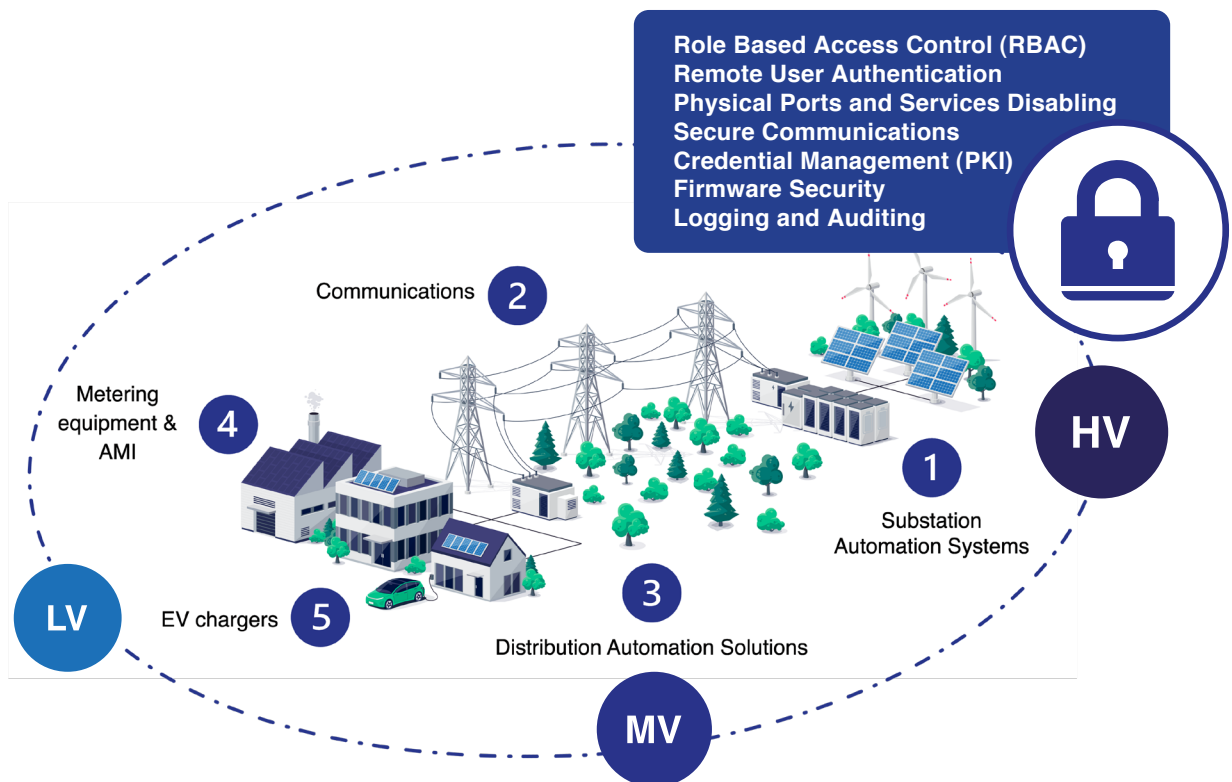 Role Based Access Control (RBAC)
Remote User Authentication
Physical Ports and Services Disabling
Secure Communications
Credential Management (PKI)
Firmware Security
Logging and Auditing
Communications
2
Metering
equipment &
AMI
4
HV
1
Substation
Automation Systems
3
Distribution Automation Solutions
EV chargers
5
LV
MV